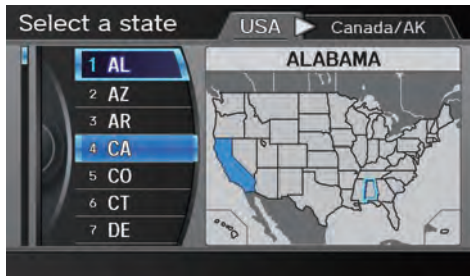 Select a state
USA Canada/AK
ALABAMA
1 AL
2 AZ
3 AR
4 CA
5 CO
6 CT
7 DE